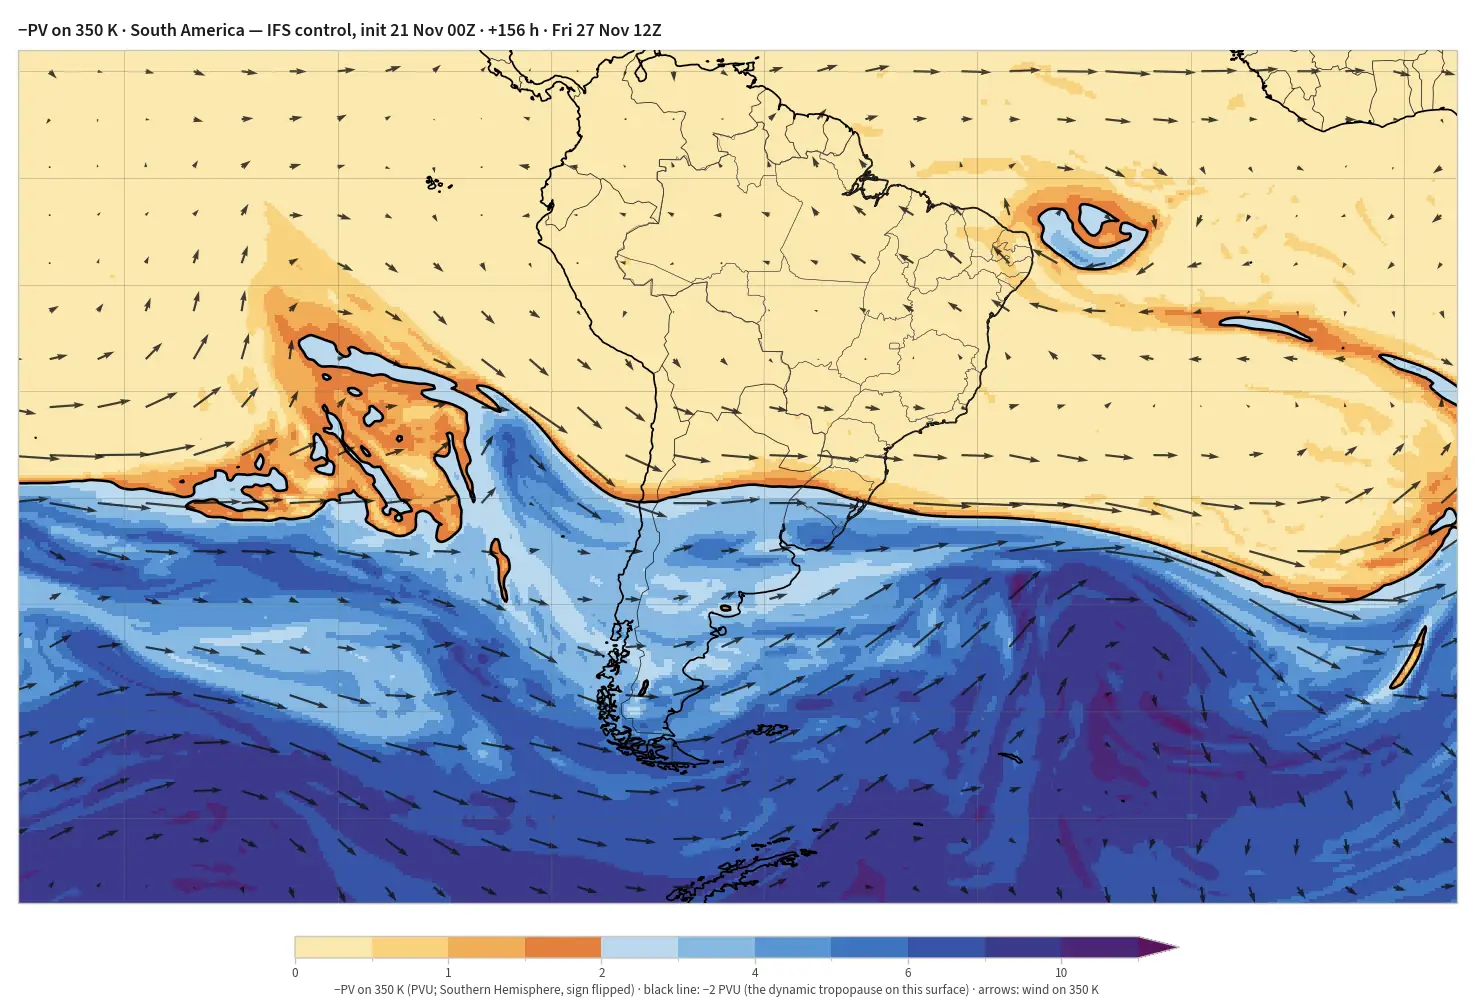 −PV on 350 K · South America — IFS control, init 21 Nov 00Z · +156 h · Fri 27 Nov 12Z
0 1 2 4 6 10
−PV on 350 K (PVU; Southern Hemisphere, sign flipped) · black line: −2 PVU (the dynamic tropopause on this surface) · arrows: wind on 350 K